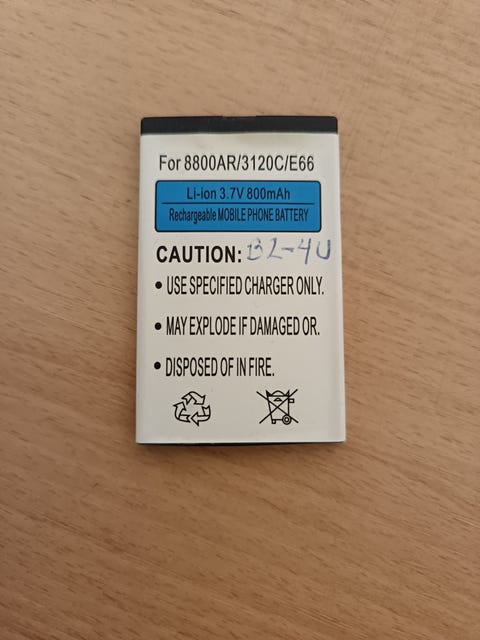 For 8800AR/3120C/E66
Li-ion 3.7V 800mAh
Rechargeable MOBILE PHONE BATTERY
CAUTION: BL-4U
• USE SPECIFIED CHARGER ONLY.
• MAY EXPLODE IF DAMAGED OR.
• DISPOSED OF IN FIRE.